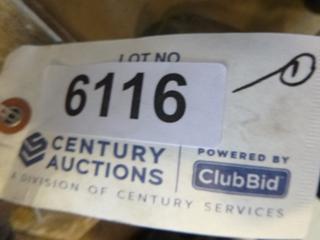 LOT NO
6116
1
CENTURY
AUCTIONS
A DIVISION OF CENTURY SERVICES
POWERED BY
ClubBid